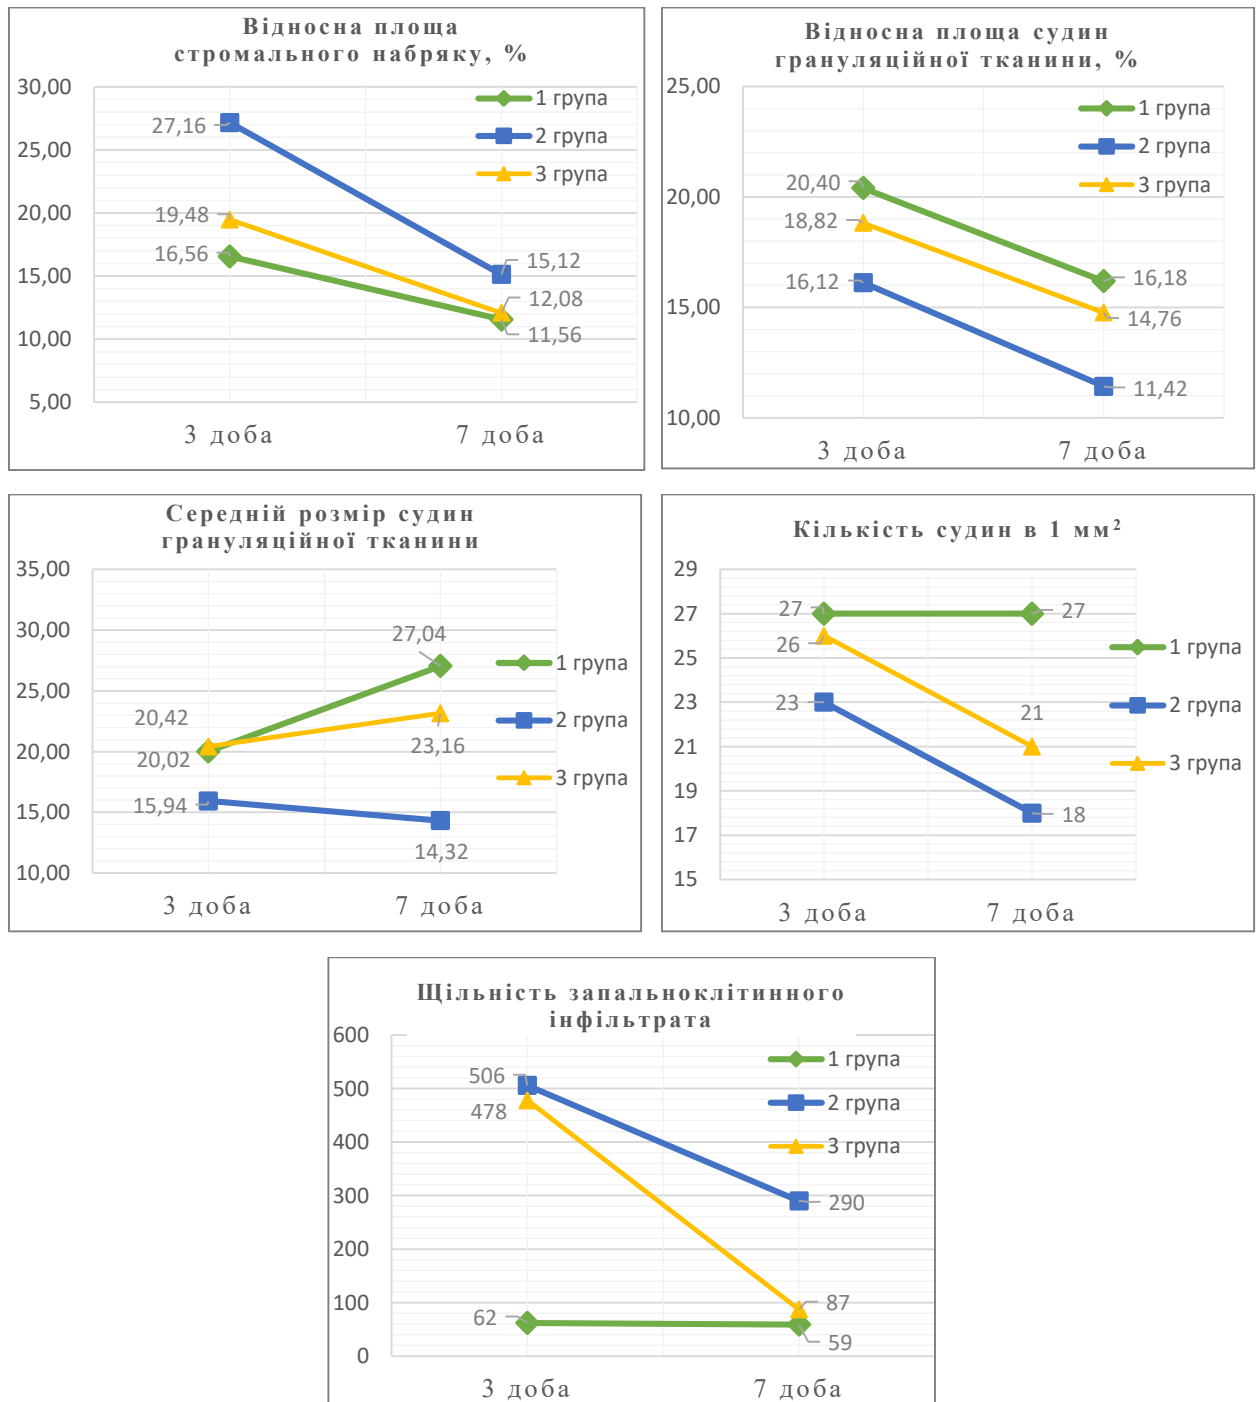 Відносна площа
стромального набряку, %
30,00
25,00
20,00
15,00
10,00
5,00
27,16
19,48
16,56
15,12
12,08
11,56
1 група
2 група
3 група
3 доба
7 доба
Відносна площа судин
грануляційної тканини, %
25,00
20,00
15,00
10,00
20,40
18,82
16,12
16,18
14,76
11,42
1 група
2 група
3 група
3 доба
7 доба
Середній розмір судин
грануляційної тканини
35,00
30,00
25,00
20,00
15,00
10,00
20,42
20,02
15,94
27,04
23,16
14,32
1 група
2 група
3 група
3 доба
7 доба
Кількість судин в 1 мм²
29
27
25
23
21
19
17
15
27
26
23
27
21
18
1 група
2 група
3 група
3 доба
7 доба
Щільність запальноклітинного
інфільтрата
600
500
400
300
200
100
0
506
478
62
290
87
59
1 група
2 група
3 група
3 доба
7 доба